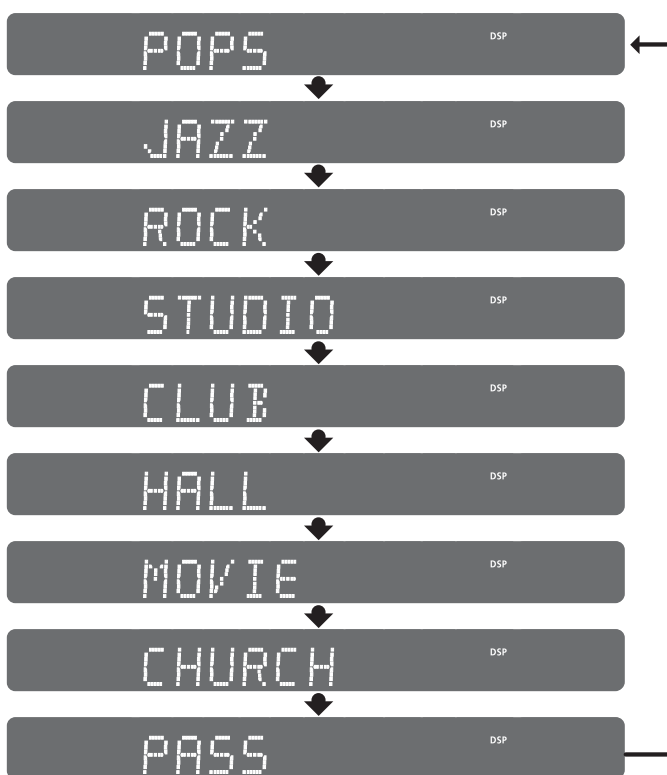 POPS DSP
JAZZ DSP
ROCK DSP
STUDIO DSP
CLUB DSP
HALL DSP
MOVIE DSP
CHURCH DSP
PASS DSP